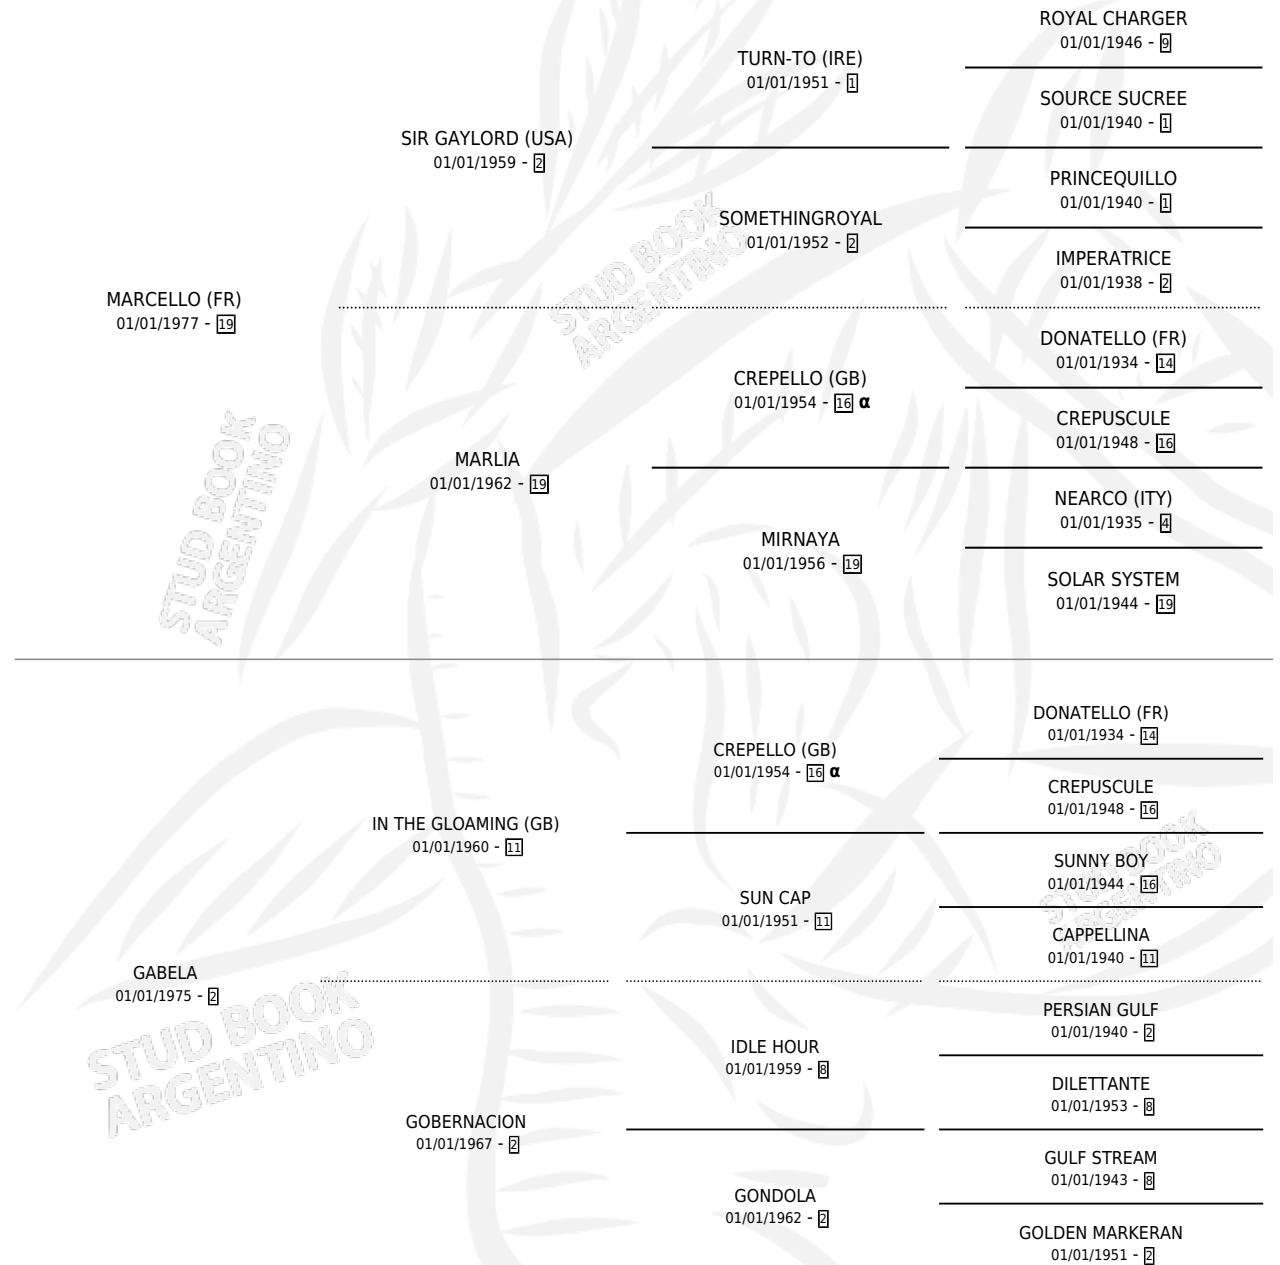 ROYAL CHARGER
01/01/1946 - 9
TURN-TO (IRE)
01/01/1951 - 1
SOURCE SUCREE
01/01/1940 - 1
SIR GAYLORD (USA)
01/01/1959 - 2
PRINCEQUILLO
01/01/1940 - 1
SOMETHINGROYAL
01/01/1952 - 2
IMPERATRICE
01/01/1938 - 2
MARCELLO (FR)
01/01/1977 - 19
DONATELLO (FR)
01/01/1934 - 14
CREPELLO (GB)
01/01/1954 - 16 α
CREPUSCULE
01/01/1948 - 16
MARLIA
01/01/1962 - 19
NEARCO (ITY)
01/01/1935 - 4
MIRNAYA
01/01/1956 - 19
SOLAR SYSTEM
01/01/1944 - 19
DONATELLO (FR)
01/01/1934 - 14
CREPELLO (GB)
01/01/1954 - 16 α
CREPUSCULE
01/01/1948 - 16
IN THE GLOAMING (GB)
01/01/1960 - 11
SUNNY BOY
01/01/1944 - 16
SUN CAP
01/01/1951 - 11
CAPPELLINA
01/01/1940 - 11
GABELA
01/01/1975 - 2
PERSIAN GULF
01/01/1940 - 2
IDLE HOUR
01/01/1959 - 8
DILETTANTE
01/01/1953 - 8
GOBERNACION
01/01/1967 - 2
GULF STREAM
01/01/1943 - 8
GONDOLA
01/01/1962 - 2
GOLDEN MARKERAN
01/01/1951 - 2
STUD BOOK
ARGENTINO
STUD BOOK
ARGENTINO
STUD BOOK
ARGENTINO
STUD BOOK
ARGENTINO